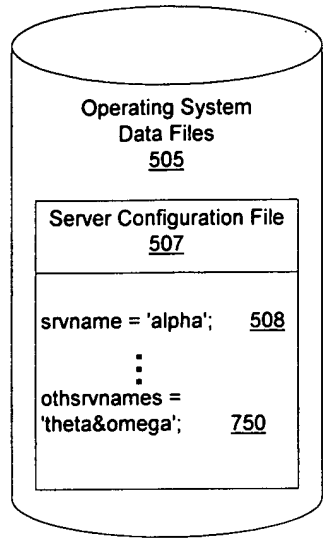 Operating System
Data Files
505
Server Configuration File
507
srvname = 'alpha'; 508
othsrvnames =
'theta&omega'; 750